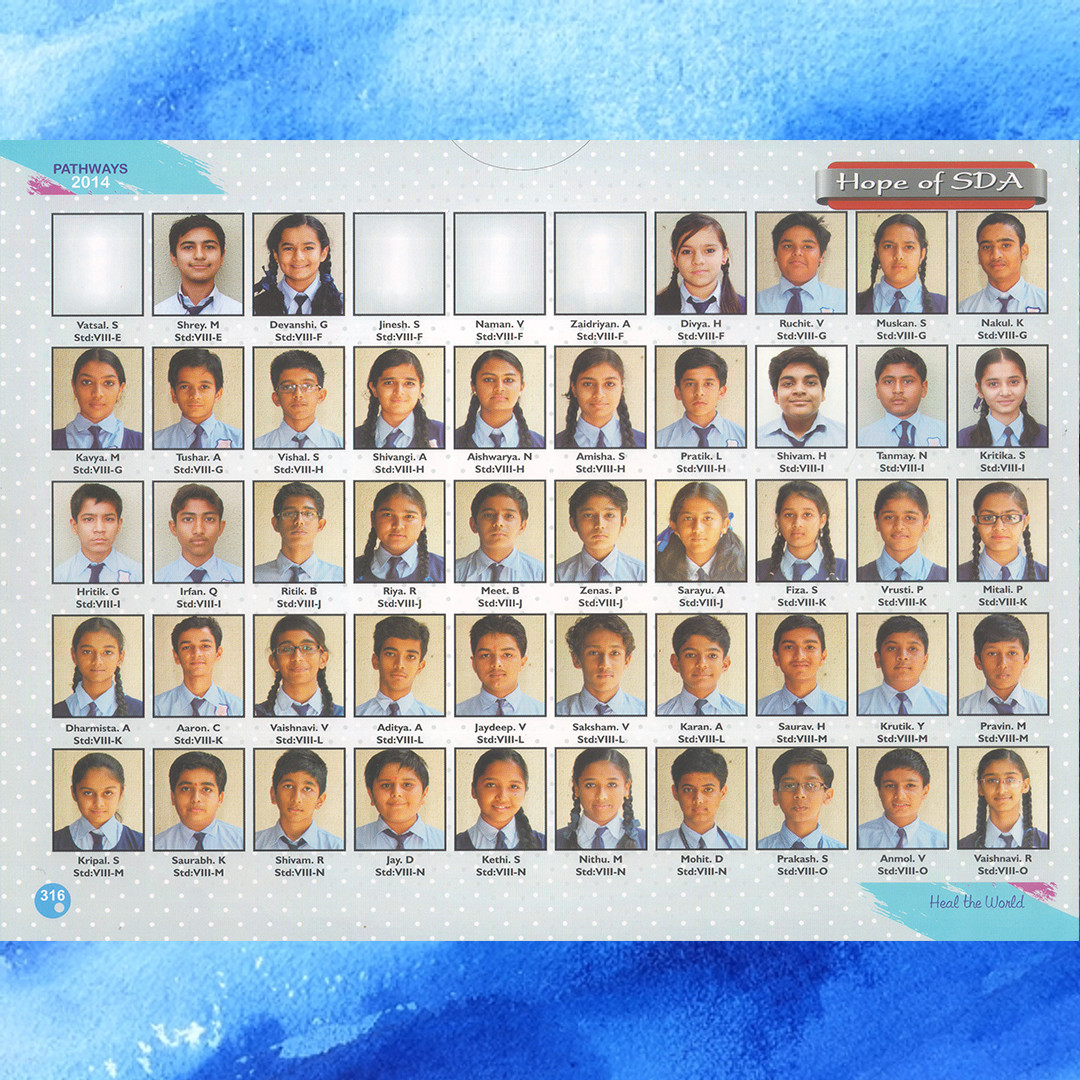 PATHWAYS
2014
Hope of SDA
Vatsal. S
Std:VIII-E
Shrey. M
Std:VIII-E
Devanshi. G
Std:VIII-F
Jinesh. S
Std:VIII-F
Naman. V
Std:VIII-F
Zaidriyan. A
Std:VIII-F
Divya. H
Std:VIII-F
Ruchit. V
Std:VIII-G
Muskan. S
Std:VIII-G
Nakul. K
Std:VIII-G
Kavya. M
Std:VIII-G
Tushar. A
Std:VIII-G
Vishal. S
Std:VIII-H
Shivangi. A
Std:VIII-H
Aishwarya. N
Std:VIII-H
Amisha. S
Std:VIII-H
Pratik. L
Std:VIII-H
Shivam. H
Std:VIII-I
Tanmay. N
Std:VIII-I
Kritika. S
Std:VIII-I
Hritik. G
Std:VIII-I
Irfan. Q
Std:VIII-I
Ritik. B
Std:VIII-J
Riya. R
Std:VIII-J
Meet. B
Std:VIII-J
Zenas. P
Std:VIII-J
Sarayu. A
Std:VIII-J
Fiza. S
Std:VIII-K
Vrusti. P
Std:VIII-K
Mitali. P
Std:VIII-K
Dharmista. A
Std:VIII-K
Aaron. C
Std:VIII-K
Vaishnavi. V
Std:VIII-L
Aditya. A
Std:VIII-L
Jaydeep. V
Std:VIII-L
Saksham. V
Std:VIII-L
Karan. A
Std:VIII-L
Saurav. H
Std:VIII-M
Krutik. Y
Std:VIII-M
Pravin. M
Std:VIII-M
Kripal. S
Std:VIII-M
Saurabh. K
Std:VIII-M
Shivam. R
Std:VIII-N
Jay. D
Std:VIII-N
Kethi. S
Std:VIII-N
Nithu. M
Std:VIII-N
Mohit. D
Std:VIII-N
Prakash. S
Std:VIII-O
Anmol. V
Std:VIII-O
Vaishnavi. R
Std:VIII-O
316
Heal the World